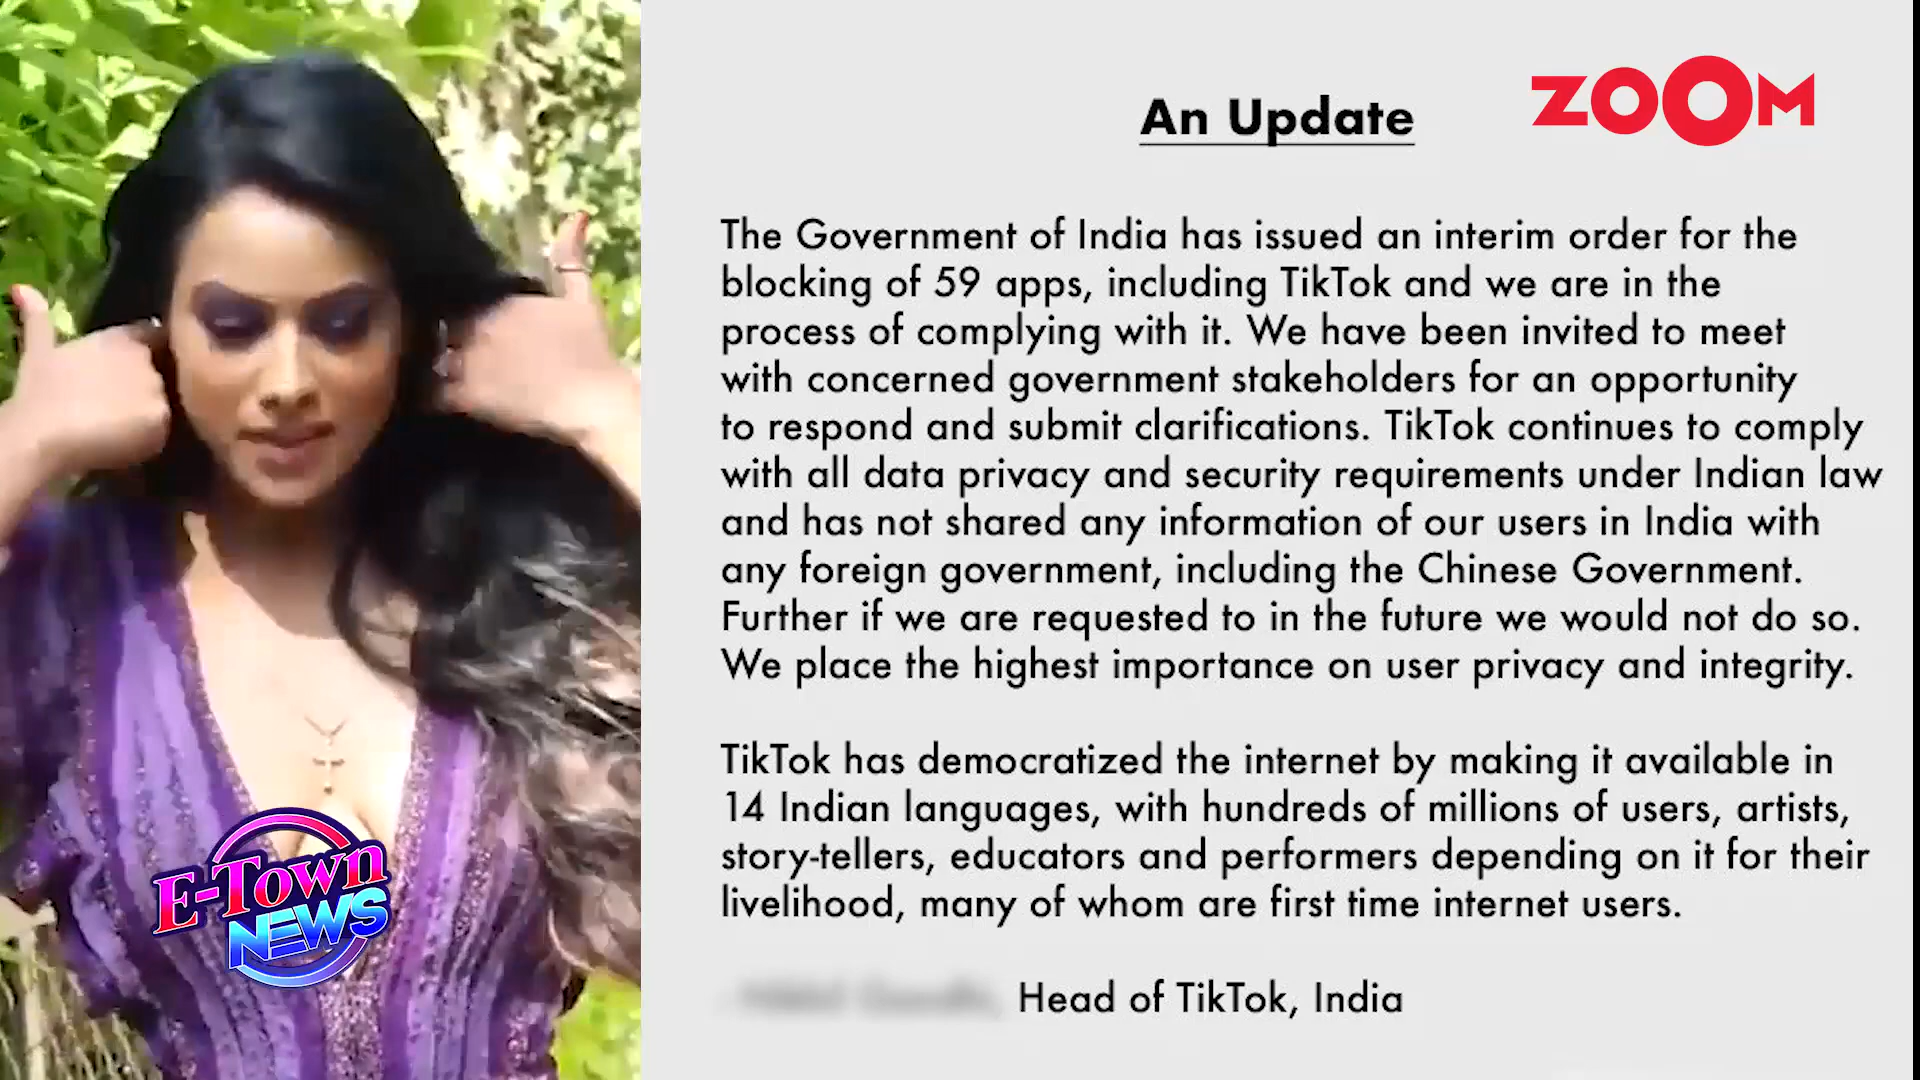 An Update
ZOOM
The Government of India has issued an interim order for the
blocking of 59 apps, including TikTok and we are in the
process of complying with it. We have been invited to meet
with concerned government stakeholders for an opportunity
to respond and submit clarifications. TikTok continues to comply
with all data privacy and security requirements under Indian law
and has not shared any information of our users in India with
any foreign government, including the Chinese Government.
Further if we are requested to in the future we would not do so.
We place the highest importance on user privacy and integrity.
TikTok has democratized the internet by making it available in
14 Indian languages, with hundreds of millions of users, artists,
story-tellers, educators and performers depending on it for their
livelihood, many of whom are first time internet users.
Head of TikTok, India
E-Town
NEWS